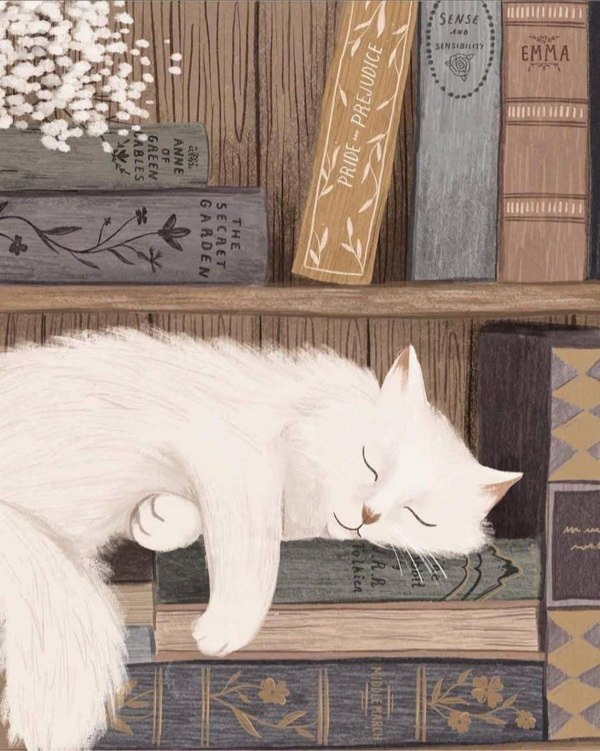 SENSE
AND
SENSIBILITY
EMMA
PRIDE AND PREJUDICE
ANNE
OF
GREEN
GABLES
THE
SECRET
GARDEN
J.R.R.
Tolkien
MIDDLEMARCH